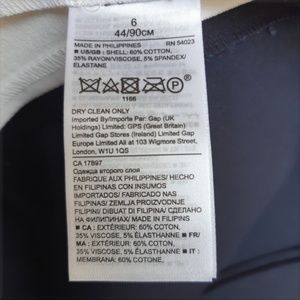 6
44/90CM
MADE IN PHILIPPINES RN 54023
■ US/GB : SHELL: 60% COTTON,
35% RAYON/VISCOSE, 5% SPANDEX/
ELASTANE
1166
DRY CLEAN ONLY
Imported By/Importe Par: Gap (UK
Holdings) Limited: GPS (Great Britain)
Limited Gap Stores (Ireland) Limited Gap
Europe Limited All at 103 Wigmore Street,
London, W1U 1QS
CA 17897
Одежда второго слоя
FABRIQUE AUX PHILIPPINES/ HECHO
EN FILIPINAS CON INSUMOS
IMPORTADOS/ FABRICADO NAS
FILIPINAS/ ZEMLJA PROIZVODNJE
FILIPINI/ DIBUAT DI FILIPINA/ СДЕЛАНО
НА ФИЛИППИНАХ/ MADE IN FILIPPINES
■ CA : EXTÉRIEUR: 60% COTON,
35% VISCOSE, 5% ÉLASTHANNE ■ FR/
MA : EXTÉRIEUR: 60% COTON,
35% VISCOSE, 5% ÉLASTHANNE ■ IT :
MEMBRANA: 60% COTONE,